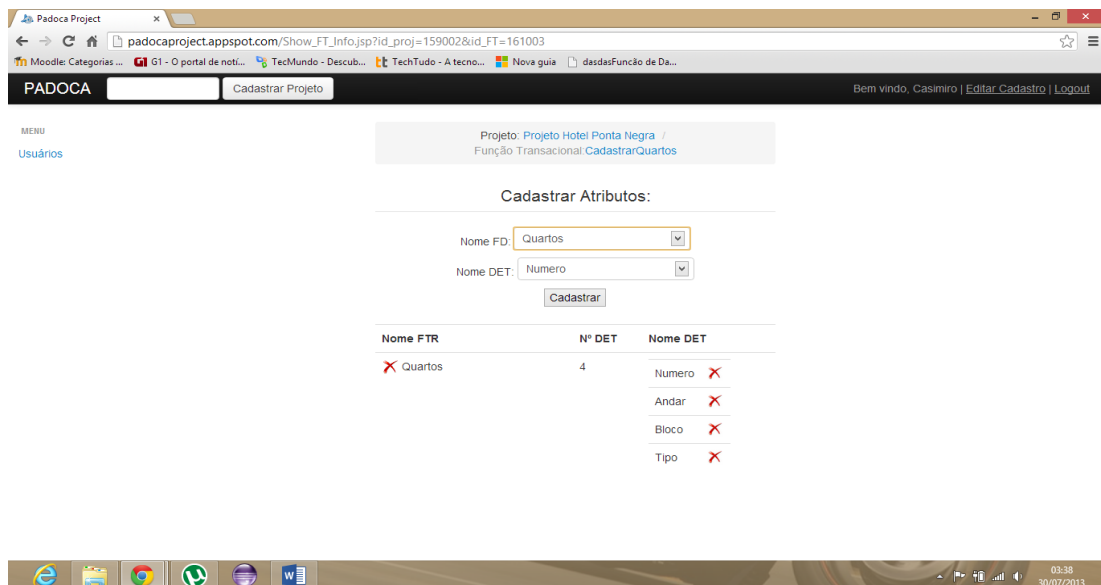 Padoca Project
padocaproject.appspot.com/Show_FT_Info.jsp?id_proj=159002&id_FT=161003
Moodle: Categorias ... G1 - O portal de notí... TecMundo - Descub... TechTudo - A tecno... Nova guia dasdasFuncão de Da...
PADOCA Cadastrar Projeto Bem vindo, Casimiro | Editar Cadastro | Logout
MENU
Usuários
Projeto: Projeto Hotel Ponta Negra /
Função Transacional:CadastrarQuartos
Cadastrar Atributos:
Nome FD: Quartos
Nome DET: Numero
Cadastrar
Nome FTR Nº DET Nome DET
Quartos 4
Numero
Andar
Bloco
Tipo
03:38
30/07/2013